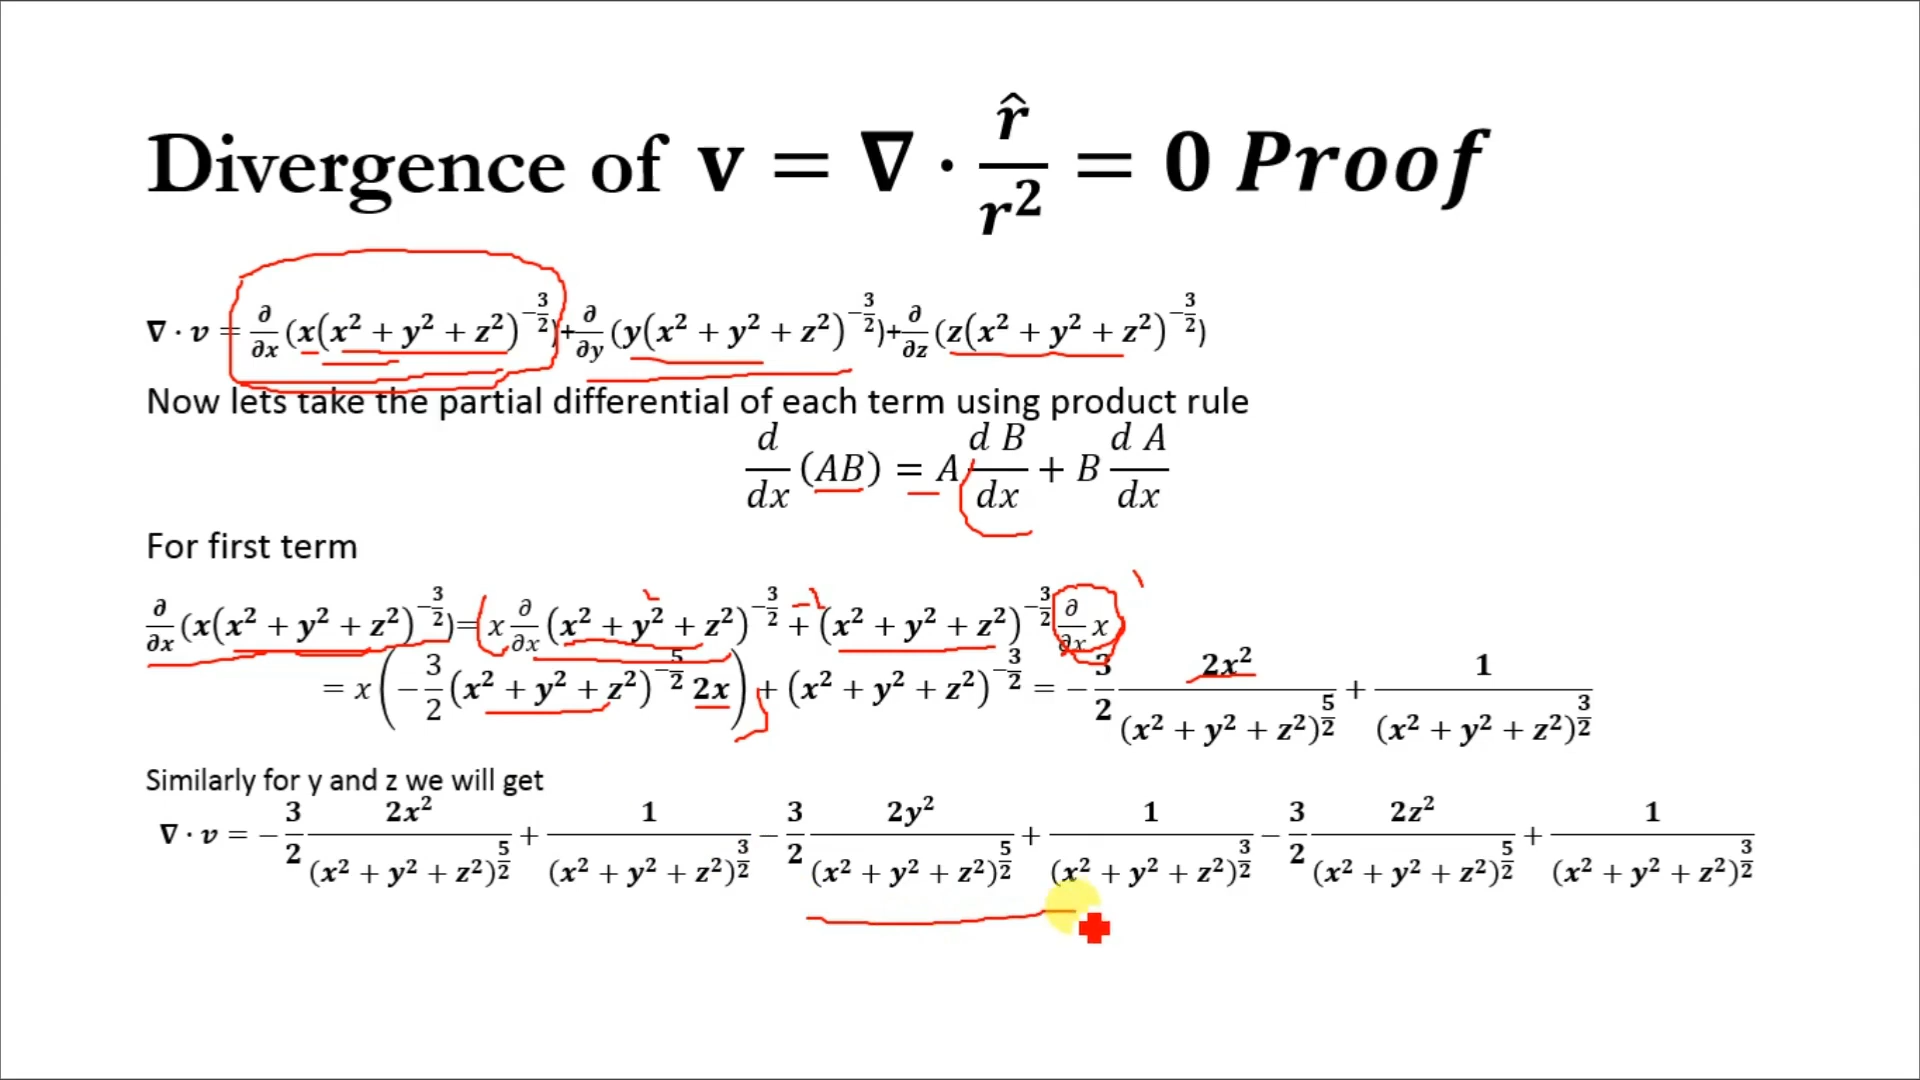 Divergence of v = ∇ · r̂/r² = 0 Proof
∇ · v = ∂/∂x (x(x² + y² + z²)^(-3/2))+∂/∂y (y(x² + y² + z²)^(-3/2))+∂/∂z (z(x² + y² + z²)^(-3/2))
Now lets take the partial differential of each term using product rule
d/dx (AB) = A d B/dx + B d A/dx
For first term
∂/∂x (x(x² + y² + z²)^(-3/2))= x ∂/∂x (x² + y² + z²)^(-3/2) + (x² + y² + z²)^(-3/2) ∂/∂x x
= x (-3/2 (x² + y² + z²)^(-5/2) 2x) + (x² + y² + z²)^(-3/2) = -3/2 2x²/(x² + y² + z²)^(5/2) + 1/(x² + y² + z²)^(3/2)
Similarly for y and z we will get
∇ · v = -3/2 2x²/(x² + y² + z²)^(5/2) + 1/(x² + y² + z²)^(3/2) - 3/2 2y²/(x² + y² + z²)^(5/2) + 1/(x² + y² + z²)^(3/2) - 3/2 2z²/(x² + y² + z²)^(5/2) + 1/(x² + y² + z²)^(3/2)